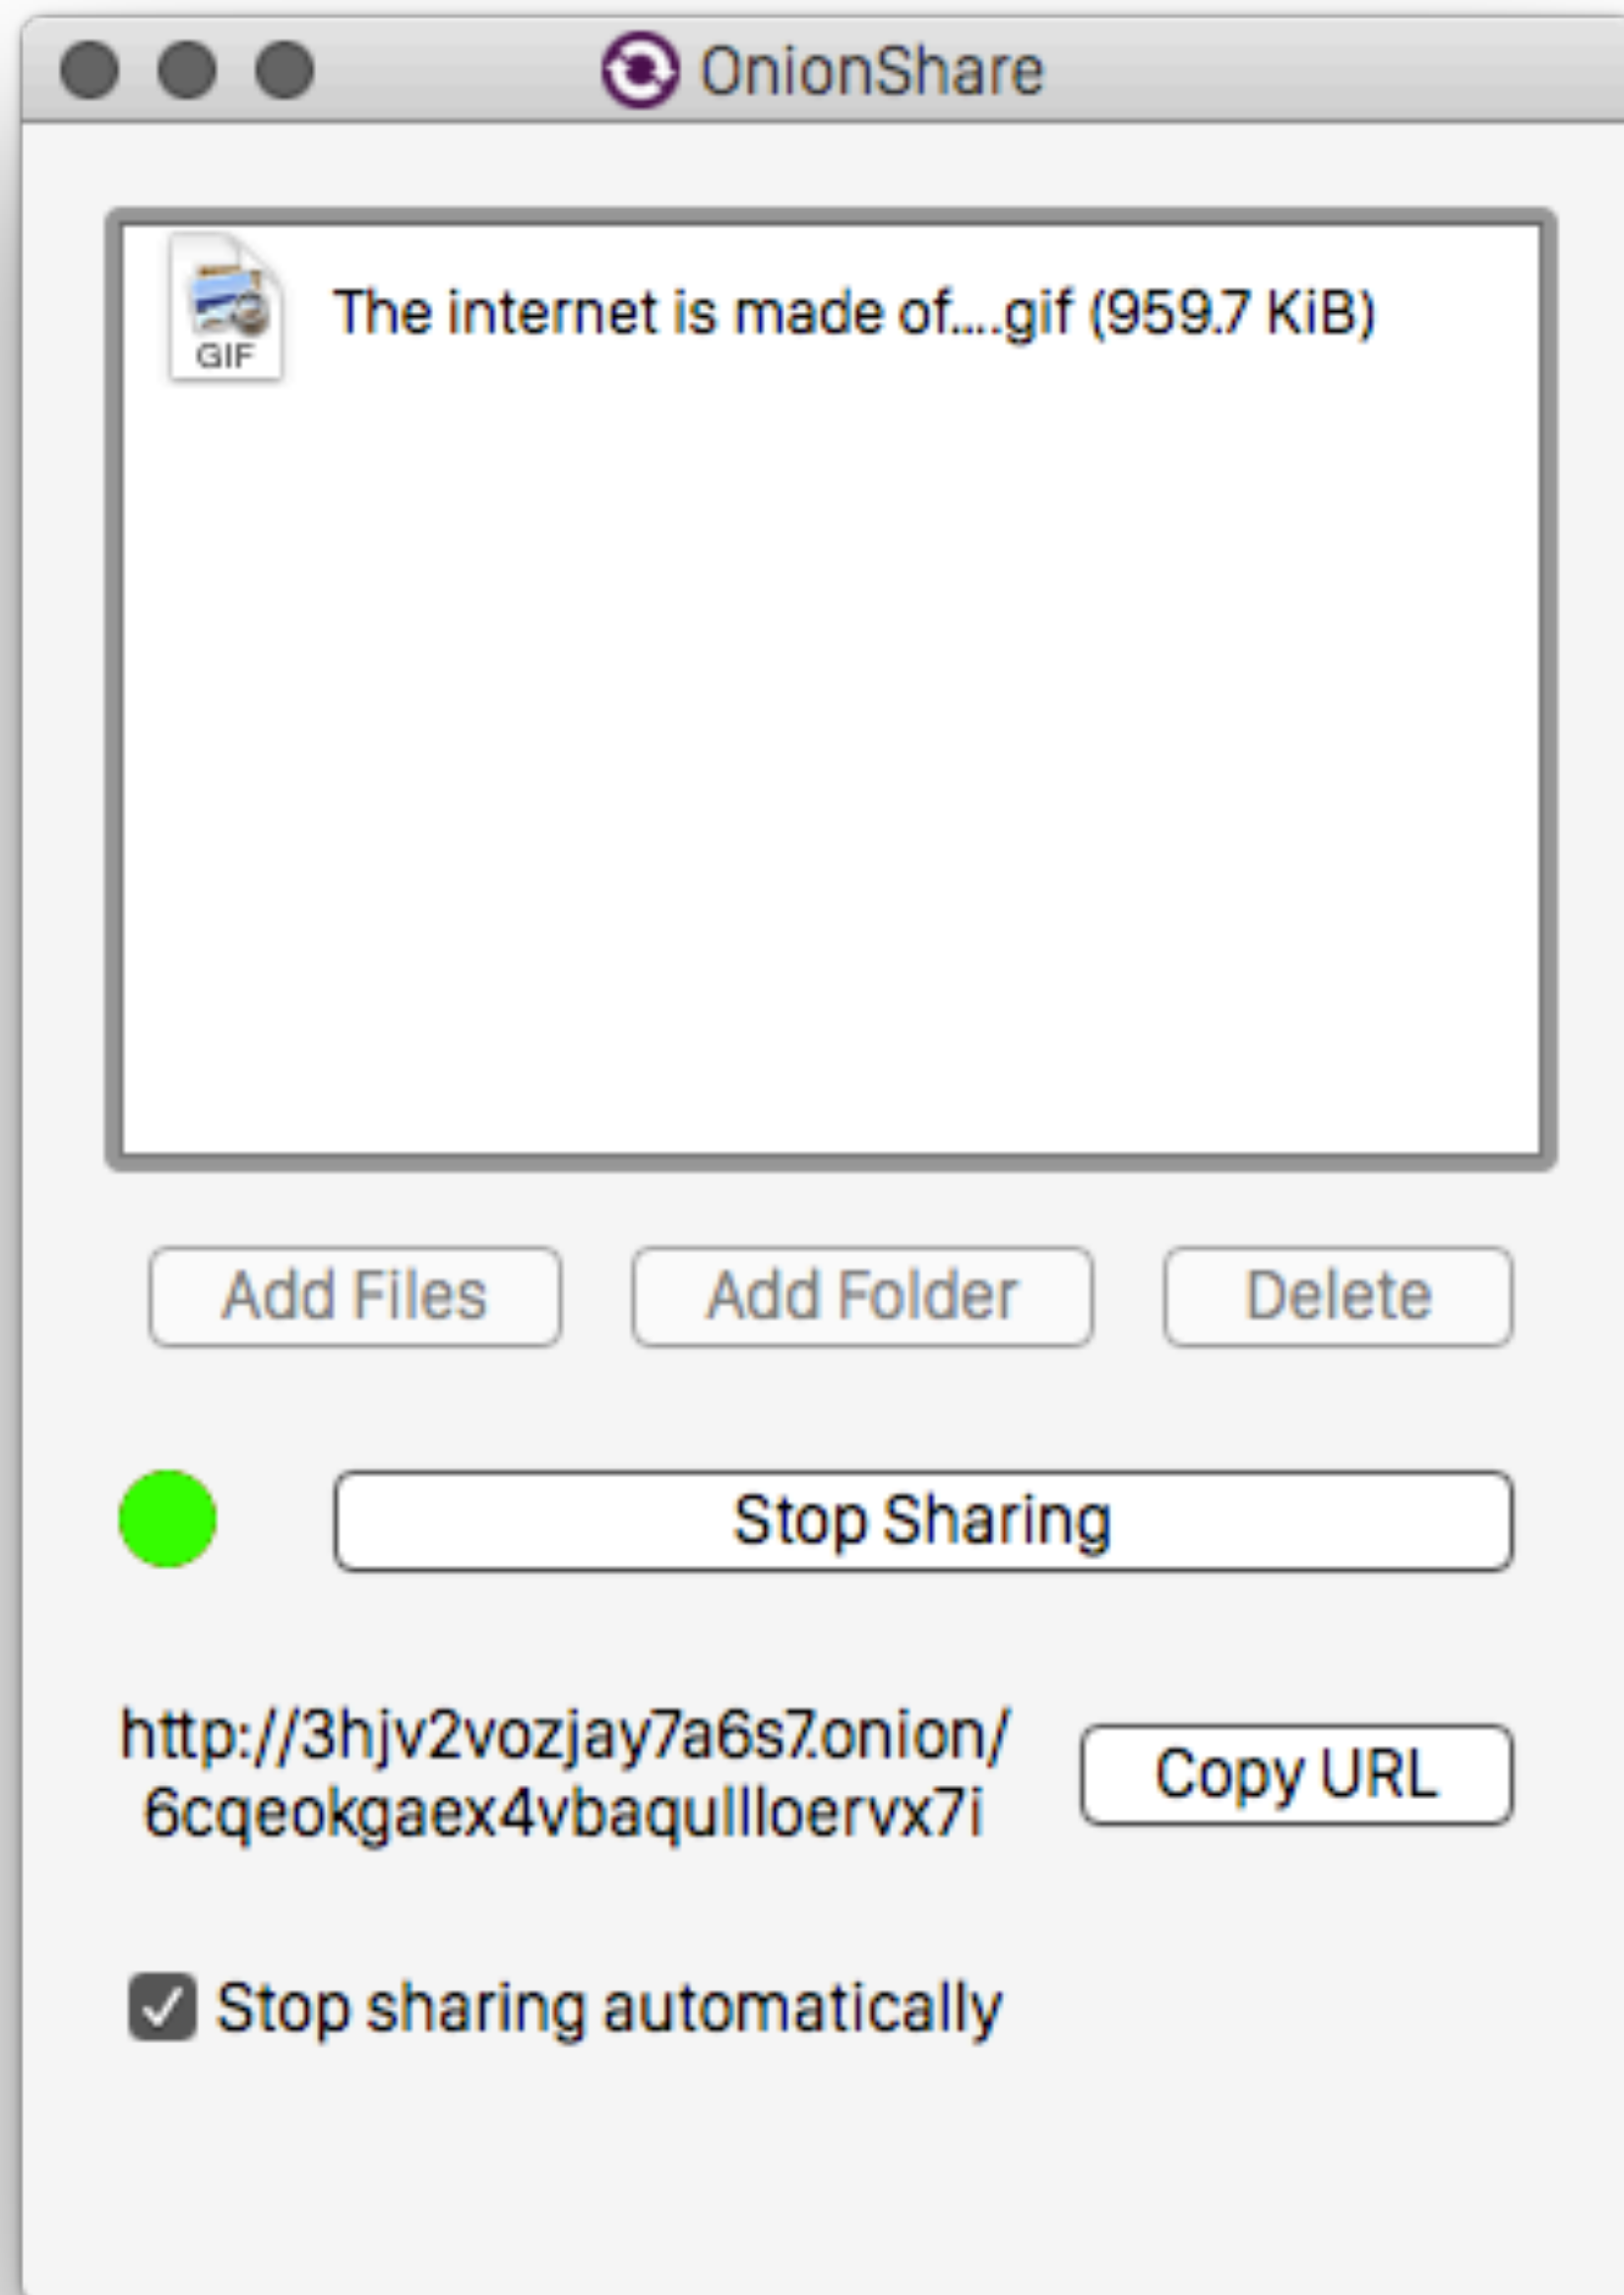 OnionShare
The internet is made of....gif (959.7 KiB)
GIF
Add Files
Add Folder
Delete
Stop Sharing
http://3hjv2vozjay7a6s7.onion/
6cqeokgaex4vbaqullloervx7i
Copy URL
Stop sharing automatically